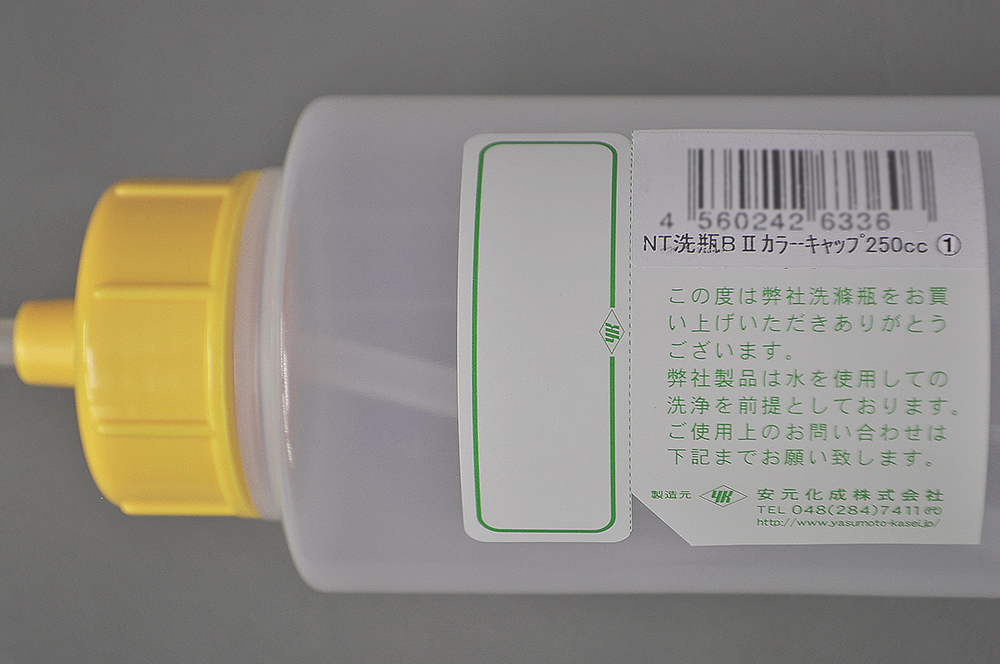 4 560242 6336
NT洗瓶BⅡカラーキャップ250cc ①
この度は弊社洗滌瓶をお買
い上げいただきありがとう
ございます。
弊社製品は水を使用しての
洗浄を前提としております。
ご使用上のお問い合わせは
下記までお願い致します。
製造元 YK 安元化成株式会社
TEL 048(284)7411㈹
http://www.yasumoto-kasei.jp/
YK